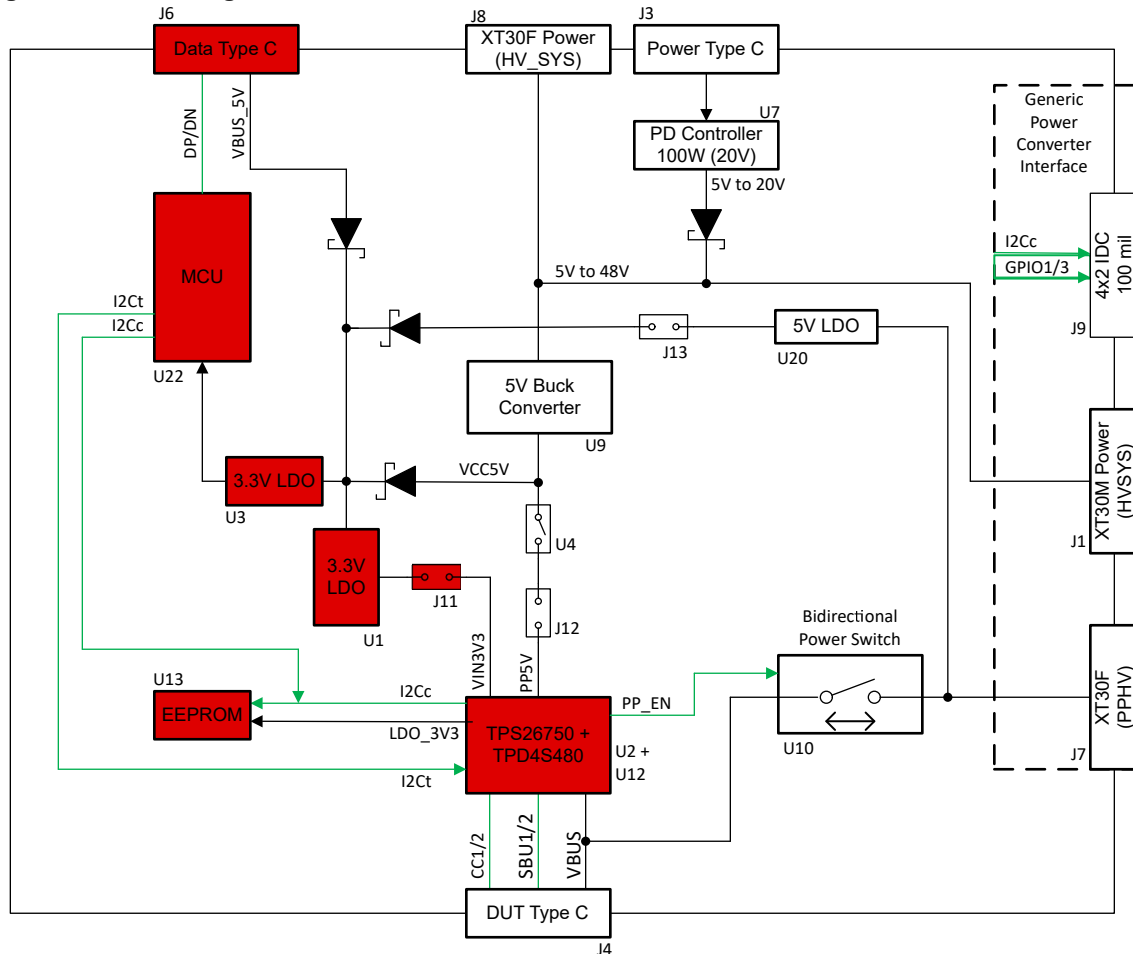 J6
J8
J3
Data Type C
XT30F Power
(HV_SYS)
Power Type C
U7
DP/DN
VBUS_5V
PD Controller
100W (20V)
5V to 20V
Generic
Power
Converter
Interface
MCU
5V to 48V
I2Cc
GPIO1/3
4x2 IDC
100 mil
J9
I2Ct
I2Cc
U22
J13
5V LDO
U20
5V Buck
Converter
U9
VCC5V
3.3V LDO
U3
U4
XT30M Power
(HVSYS)
J1
3.3V
LDO
U1
J11
J12
VIN3V3
PP5V
Bidirectional
Power Switch
U13
EEPROM
I2Cc
LDO_3V3
I2Ct
TPS26750 +
TPD4S480
U2 +
U12
PP_EN
U10
XT30F
(PPHV)
J7
CC1/2
SBU1/2
VBUS
DUT Type C
J4